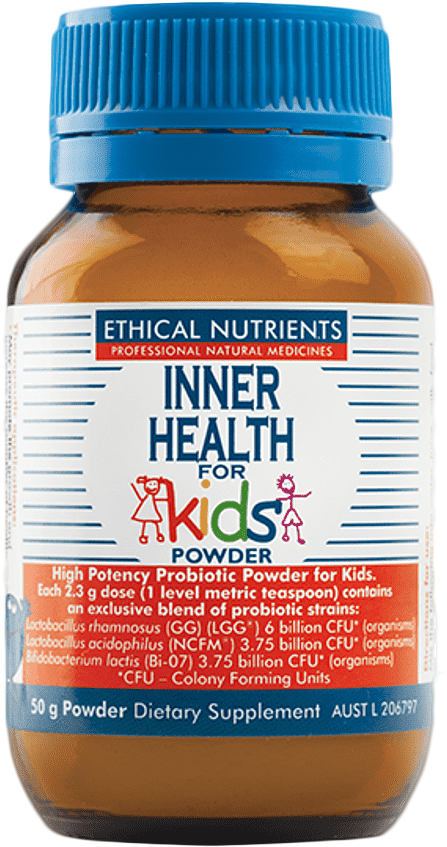 ETHICAL NUTRIENTS
PROFESSIONAL NATURAL MEDICINES
INNER
HEALTH
FOR
kids
POWDER
High Potency Probiotic Powder for Kids.
Each 2.3 g dose (1 level metric teaspoon) contains
an exclusive blend of probiotic strains:
Lactobacillus rhamnosus (GG) (LGG®) 6 billion CFU* (organisms)
Lactobacillus acidophilus (NCFM®) 3.75 billion CFU* (organisms)
Bifidobacterium lactis (Bi-07) 3.75 billion CFU* (organisms)
*CFU – Colony Forming Units
50 g Powder Dietary Supplement AUST L 206797
Directions for use: